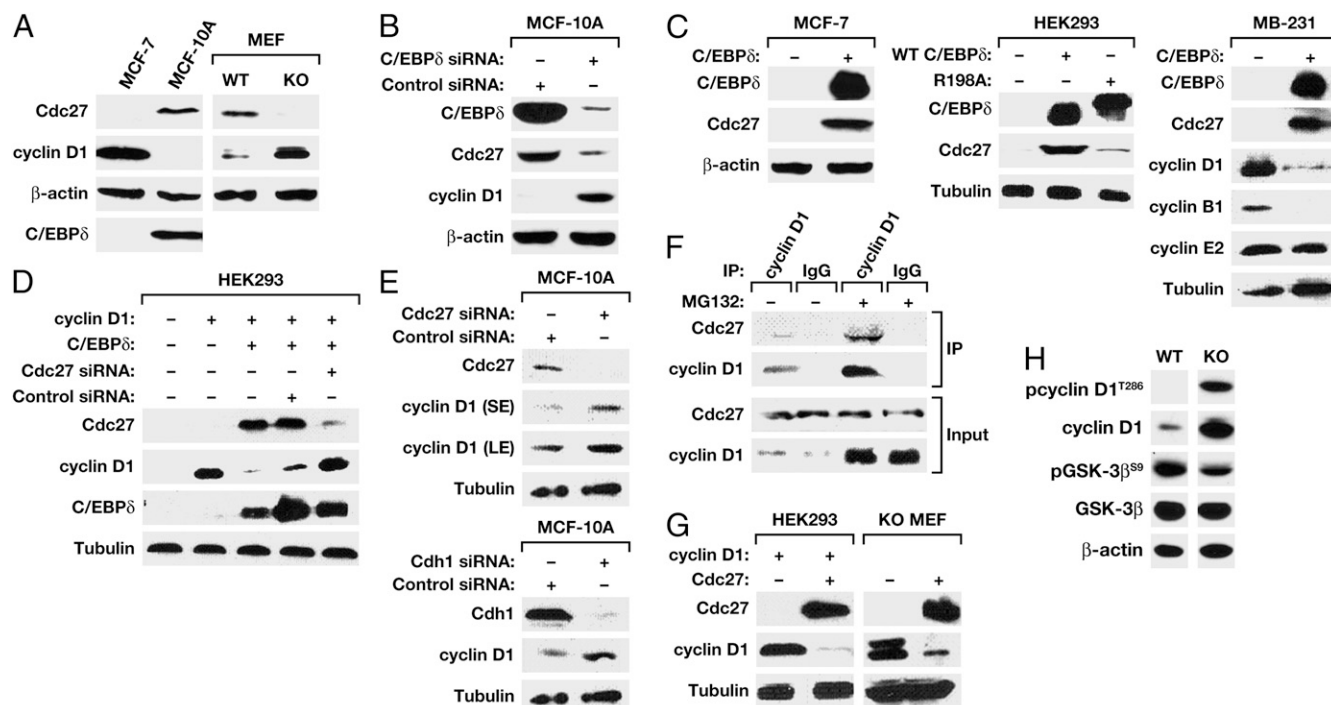 A
MCF-7
MCF-10A
MEF
WT KO
Cdc27
cyclin D1
β-actin
C/EBPδ
B
MCF-10A
C/EBPδ siRNA: – +
Control siRNA: + –
C/EBPδ
Cdc27
cyclin D1
β-actin
C
MCF-7
C/EBPδ: – +
C/EBPδ
Cdc27
β-actin
HEK293
WT C/EBPδ: – + –
R198A: – – +
C/EBPδ
Cdc27
Tubulin
MB-231
C/EBPδ: – +
C/EBPδ
Cdc27
cyclin D1
cyclin B1
cyclin E2
Tubulin
D
HEK293
cyclin D1: – + + + +
C/EBPδ: – – + + +
Cdc27 siRNA: – – – – +
Control siRNA: – – – + –
Cdc27
cyclin D1
C/EBPδ
Tubulin
E
MCF-10A
Cdc27 siRNA: – +
Control siRNA: + –
Cdc27
cyclin D1 (SE)
cyclin D1 (LE)
Tubulin
MCF-10A
Cdh1 siRNA: – +
Control siRNA: + –
Cdh1
cyclin D1
Tubulin
F
IP: cyclin D1 IgG cyclin D1 IgG
MG132: – – + +
Cdc27
cyclin D1
IP
Cdc27
cyclin D1
Input
G
HEK293 KO MEF
cyclin D1: + +
Cdc27: – + – +
Cdc27
cyclin D1
Tubulin
H
WT KO
pcyclin D1T286
cyclin D1
pGSK-3βS9
GSK-3β
β-actin